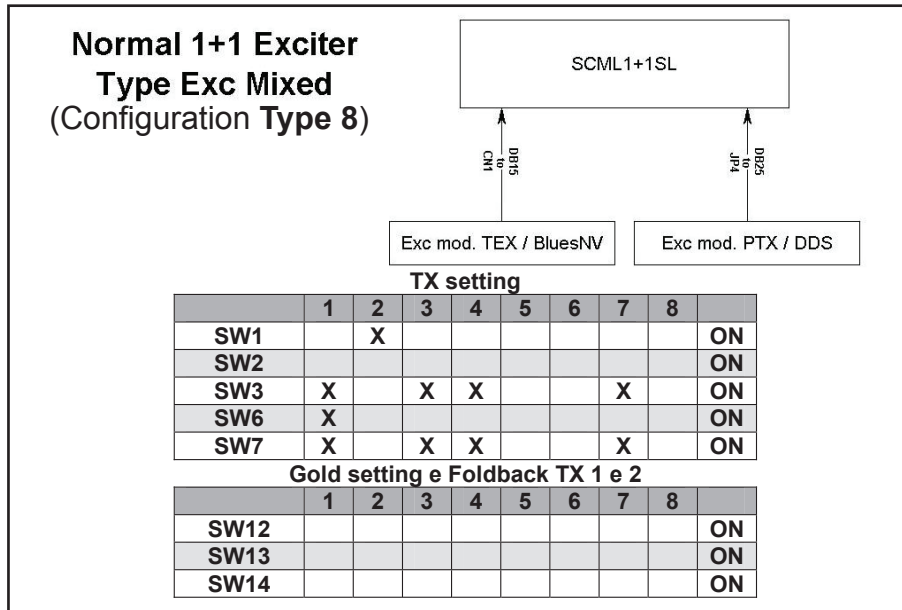 Normal 1+1 Exciter
Type Exc Mixed
(Configuration Type 8)
SCML1+1SL
DB15
to
CN1
DB25
to
JP4
Exc mod. TEX / BluesNV
Exc mod. PTX / DDS
TX setting
1 2 3 4 5 6 7 8
SW1 X ON
SW2 ON
SW3 X X X X ON
SW6 X ON
SW7 X X X X ON
Gold setting e Foldback TX 1 e 2
1 2 3 4 5 6 7 8
SW12 ON
SW13 ON
SW14 ON